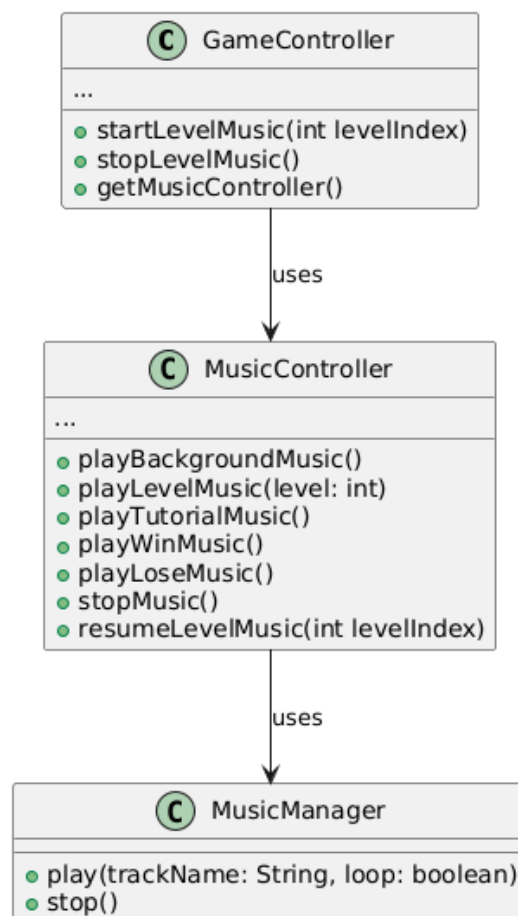 C GameController
...
startLevelMusic(int levelIndex)
stopLevelMusic()
getMusicController()
uses
C MusicController
...
playBackgroundMusic()
playLevelMusic(level: int)
playTutorialMusic()
playWinMusic()
playLoseMusic()
stopMusic()
resumeLevelMusic(int levelIndex)
uses
C MusicManager
play(trackName: String, loop: boolean)
stop()